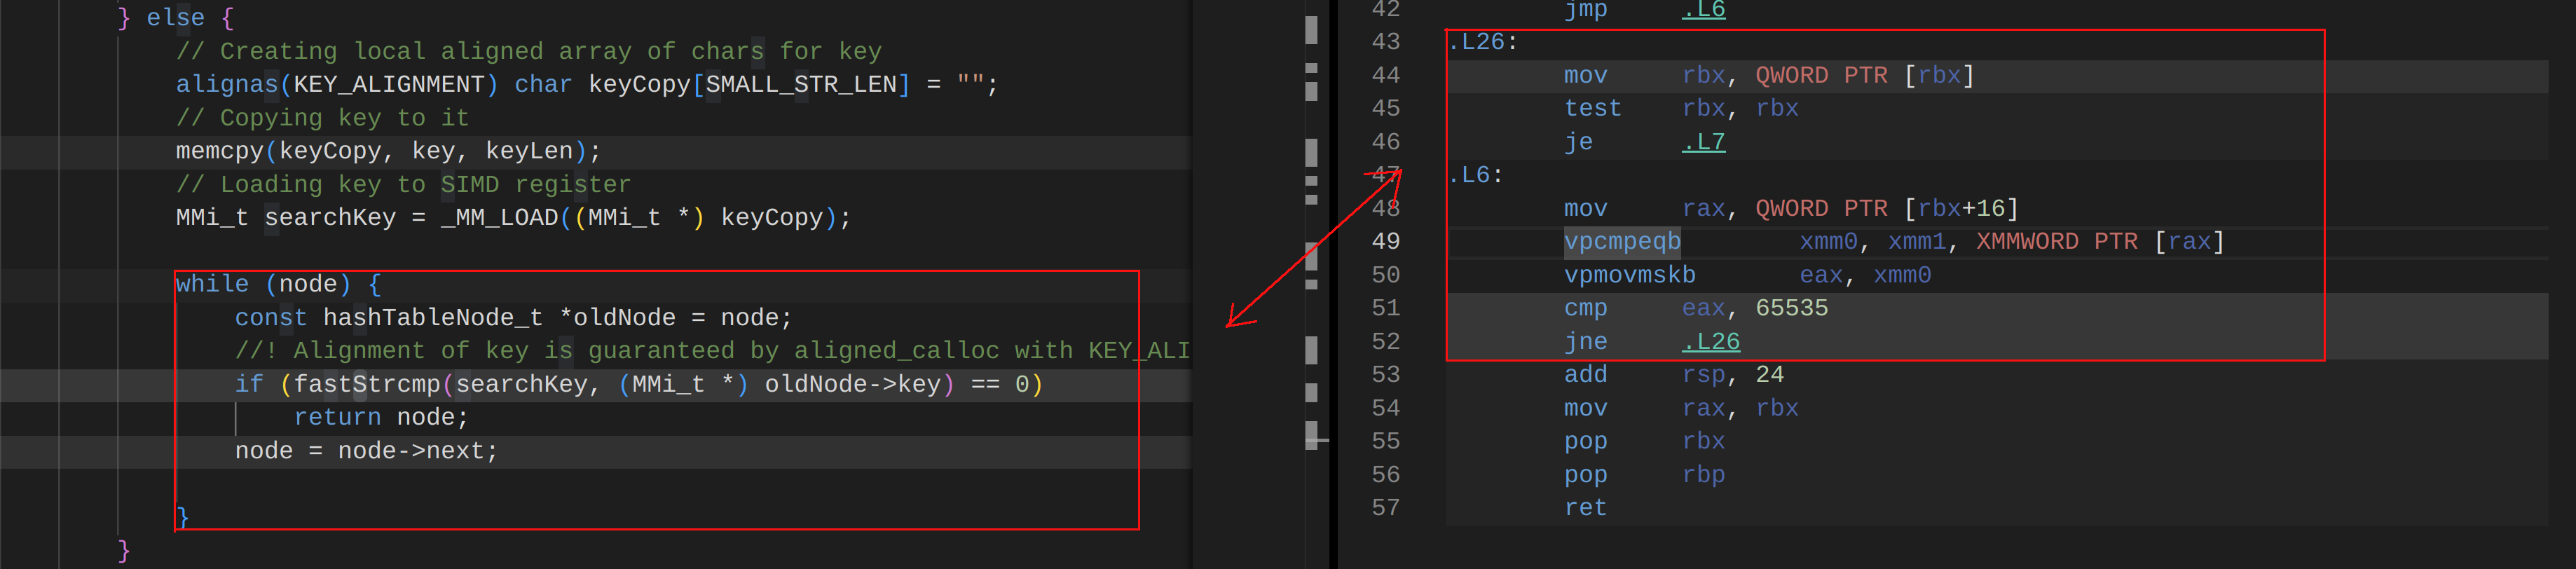 } else {
// Creating local aligned array of chars for key
alignas(KEY_ALIGNMENT) char keyCopy[SMALL_STR_LEN] = "";
// Copying key to it
memcpy(keyCopy, key, keyLen);
// Loading key to SIMD register
MMi_t searchKey = _MM_LOAD((MMi_t *) keyCopy);
while (node) {
const hashTableNode_t *oldNode = node;
//! Alignment of key is guaranteed by aligned_calloc with KEY_ALI
if (fastStrcmp(searchKey, (MMi_t *) oldNode->key) == 0)
return node;
node = node->next;
}
}
42 jmp .L6
43 .L26:
44 mov rbx, QWORD PTR [rbx]
45 test rbx, rbx
46 je .L7
47 .L6:
48 mov rax, QWORD PTR [rbx+16]
49 vpcmpeqb xmm0, xmm1, XMMWORD PTR [rax]
50 vpmovmskb eax, xmm0
51 cmp eax, 65535
52 jne .L26
53 add rsp, 24
54 mov rax, rbx
55 pop rbx
56 pop rbp
57 ret